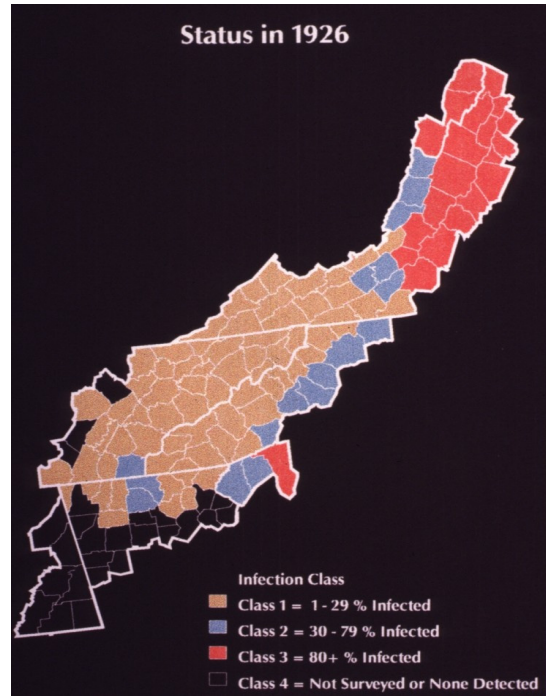 Status in 1926
Infection Class
Class 1 = 1 - 29 % Infected
Class 2 = 30 - 79 % Infected
Class 3 = 80+ % Infected
Class 4 = Not Surveyed or None Detected